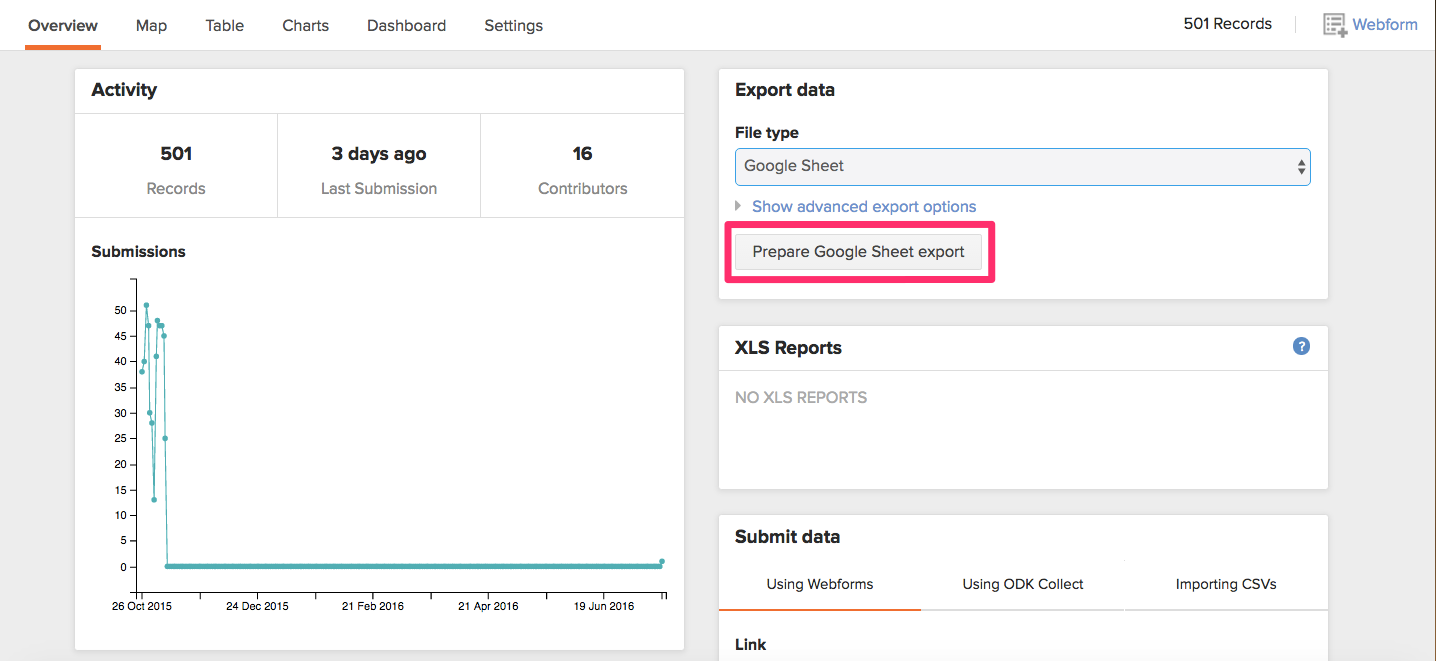 Overview Map Table Charts Dashboard Settings 501 Records Webform
Activity
501 3 days ago 16
Records Last Submission Contributors
Submissions
50
45
40
35
30
25
20
15
10
5
0
26 Oct 2015 24 Dec 2015 21 Feb 2016 21 Apr 2016 19 Jun 2016
Export data
File type
Google Sheet
Show advanced export options
Prepare Google Sheet export
XLS Reports ?
NO XLS REPORTS
Submit data
Using Webforms Using ODK Collect Importing CSVs
Link